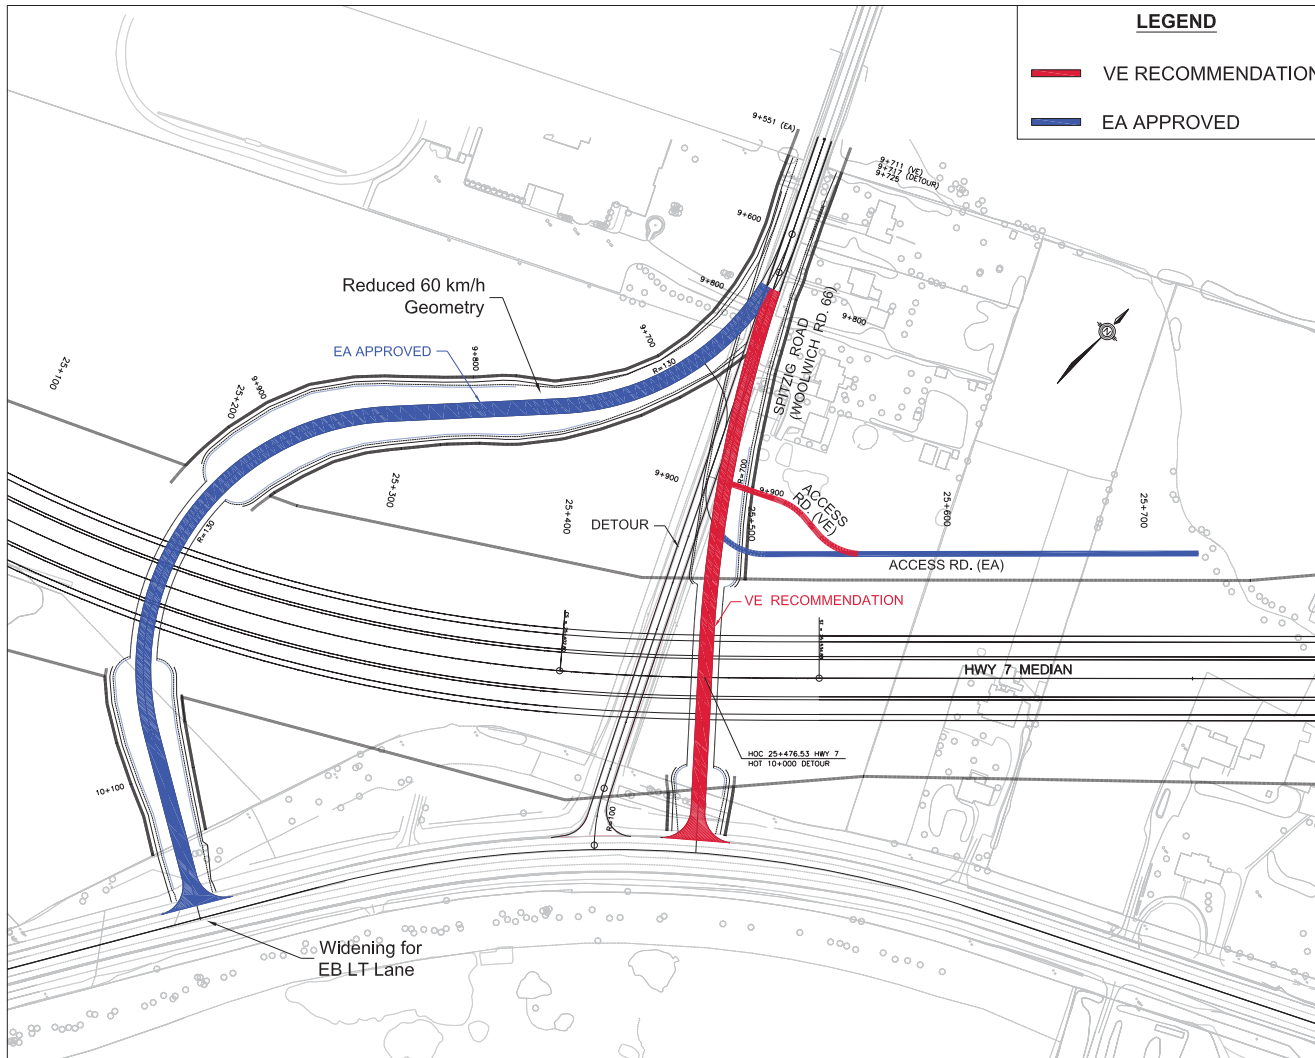 LEGEND
VE RECOMMENDATION
EA APPROVED
9+551 (EA)
9+711 (VE)
9+717 (DETOUR)
9+725
9+600
9+800
Reduced 60 km/h
Geometry
EA APPROVED
9+700
9+800
R=130
9+900
25+100
25+200
SPITZIG ROAD
(WOOLWICH RD. 66)
9+800
N
25+300
25+400
9+900
R=700
9+900
ACCESS
RD. (VE)
25+500
25+600
25+700
R=130
DETOUR
ACCESS RD. (EA)
VE RECOMMENDATION
HWY 7 MEDIAN
HOC 25+476.53 HWY 7
HOT 10+000 DETOUR
10+100
R=100
Widening for
EB LT Lane